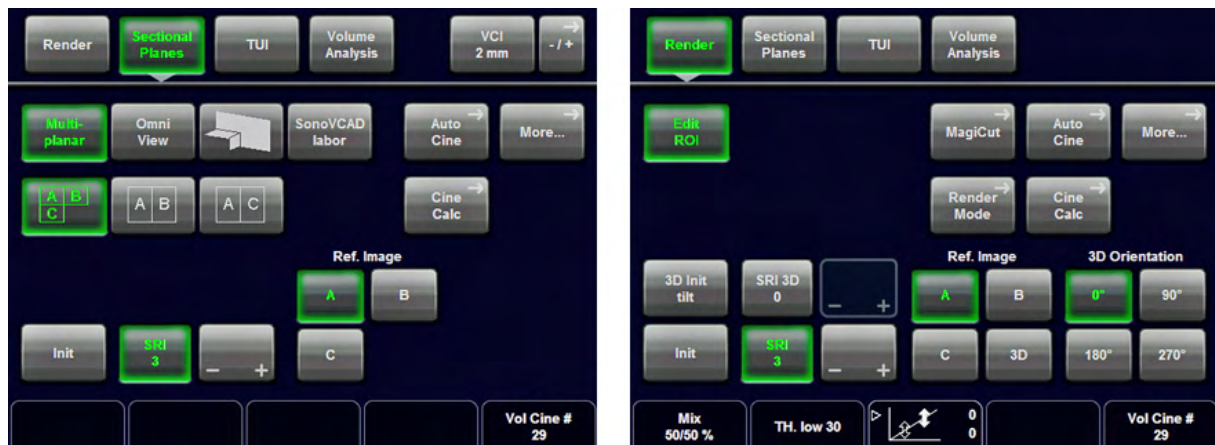 Render
Sectional
Planes
TUI
Volume
Analysis
VCI
2 mm
- / +
Multi-
planar
Omni
View
SonoVCAD
labor
Auto
Cine
More...
A B
C
A B
A C
Cine
Calc
Ref. Image
A
B
Init
SRI
3
- +
C
Vol Cine #
29
Render
Sectional
Planes
TUI
Volume
Analysis
Edit
ROI
MagiCut
Auto
Cine
More...
Render
Mode
Cine
Calc
Ref. Image
3D Orientation
3D Init
tilt
SRI 3D
0
- +
A
B
0°
90°
Init
SRI
3
- +
C
3D
180°
270°
Mix
50/50 %
TH. low 30
0
0
Vol Cine #
29